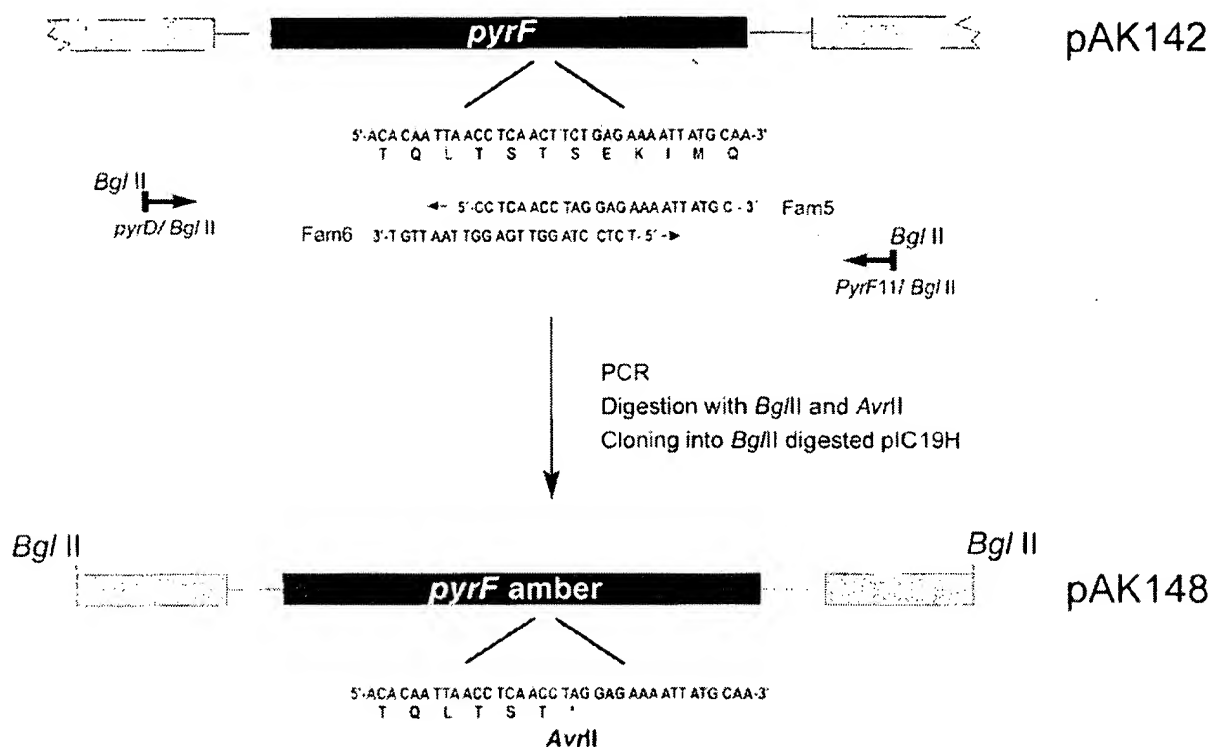 pyrF pAK142
5'-ACA CAA TTA ACC TCA ACT TCT GAG AAA ATT ATG CAA-3'
T Q L T S T S E K I M Q
Bgl II
pyrD/ Bgl II
5'-CC TCA ACC TAG GAG AAA ATT ATG C - 3' Fam5
Fam6 3'-T GTT AAT TGG AGT TGG ATC CTC T- 5'
Bgl II
PyrF11/ Bgl II
PCR
Digestion with BglII and AvrII
Cloning into BglII digested pIC19H
Bgl II Bgl II
pyrF amber pAK148
5'-ACA CAA TTA ACC TCA ACC TAG GAG AAA ATT ATG CAA-3'
T Q L T S T *
AvrII